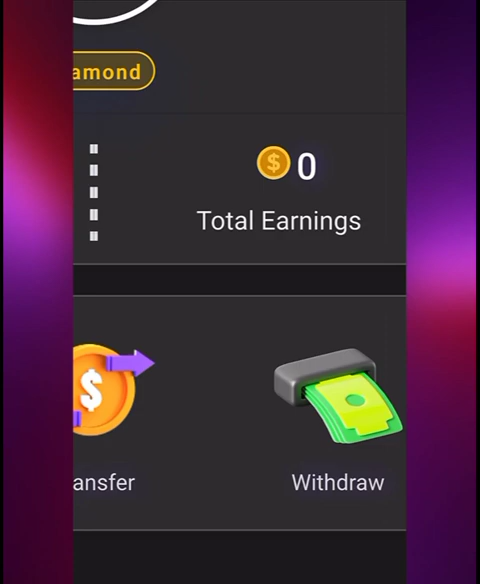 amond
$ 0
Total Earnings
$
ansfer
Withdraw